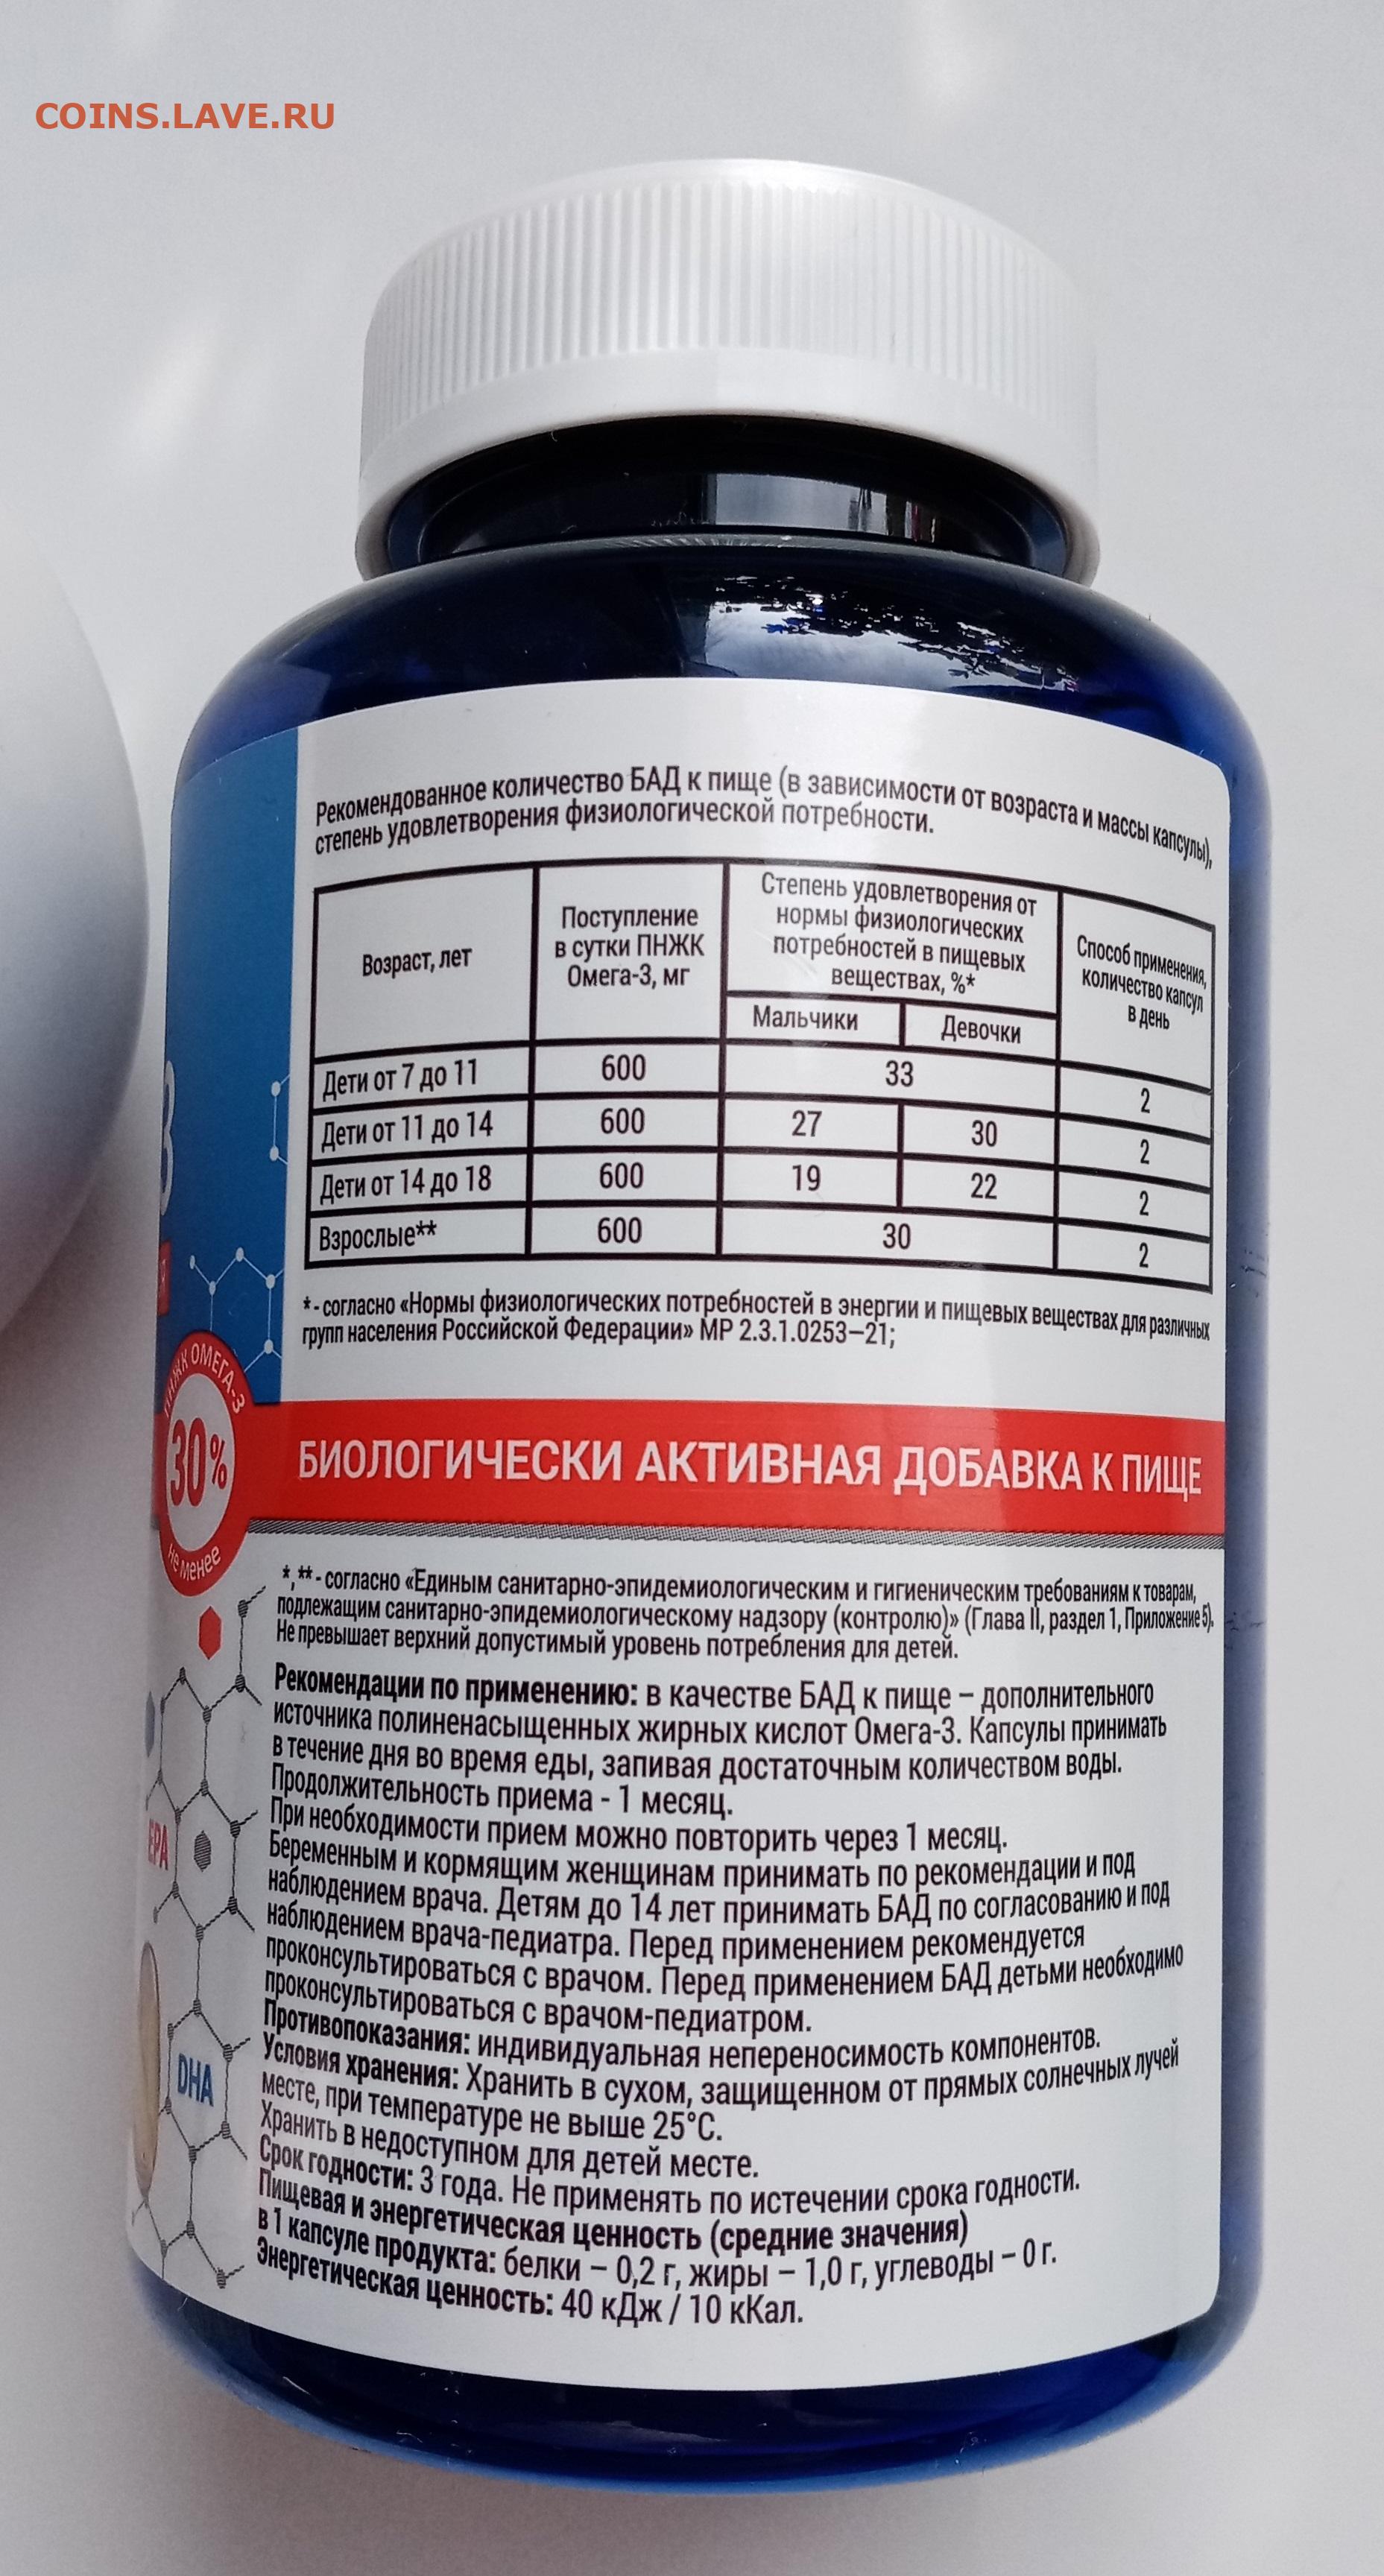 COINS.LAVE.RU
Рекомендованное количество БАД к пище (в зависимости от возраста и массы капсулы),
степень удовлетворения физиологической потребности.
Возраст, лет
Поступление
в сутки ПНЖК
Омега-3, мг
Степень удовлетворения от
нормы физиологических
потребностей в пищевых
веществах, %*
Мальчики
Девочки
Способ применения,
количество капсул
в день
Дети от 7 до 11 600 33 2
Дети от 11 до 14 600 27 30 2
Дети от 14 до 18 600 19 22 2
Взрослые** 600 30 2
* - согласно «Нормы физиологических потребностей в энергии и пищевых веществах для различных
групп населения Российской Федерации» МР 2.3.1.0253–21;
3
ПНЖК ОМЕГА-3
30%
не менее
БИОЛОГИЧЕСКИ АКТИВНАЯ ДОБАВКА К ПИЩЕ
*,** - согласно «Единым санитарно-эпидемиологическим и гигиеническим требованиям к товарам,
подлежащим санитарно-эпидемиологическому надзору (контролю)» (Глава II, раздел 1, Приложение 5).
Не превышает верхний допустимый уровень потребления для детей.
Рекомендации по применению: в качестве БАД к пище – дополнительного
источника полиненасыщенных жирных кислот Омега-3. Капсулы принимать
в течение дня во время еды, запивая достаточным количеством воды.
Продолжительность приема - 1 месяц.
При необходимости прием можно повторить через 1 месяц.
Беременным и кормящим женщинам принимать по рекомендации и под
наблюдением врача. Детям до 14 лет принимать БАД по согласованию и под
наблюдением врача-педиатра. Перед применением рекомендуется
проконсультироваться с врачом. Перед применением БАД детьми необходимо
проконсультироваться с врачом-педиатром.
Противопоказания: индивидуальная непереносимость компонентов.
Условия хранения: Хранить в сухом, защищенном от прямых солнечных лучей
месте, при температуре не выше 25°С.
Хранить в недоступном для детей месте.
Срок годности: 3 года. Не применять по истечении срока годности.
Пищевая и энергетическая ценность (средние значения)
в 1 капсуле продукта: белки – 0,2 г, жиры – 1,0 г, углеводы – 0 г.
Энергетическая ценность: 40 кДж / 10 кКал.
EPA
DHA